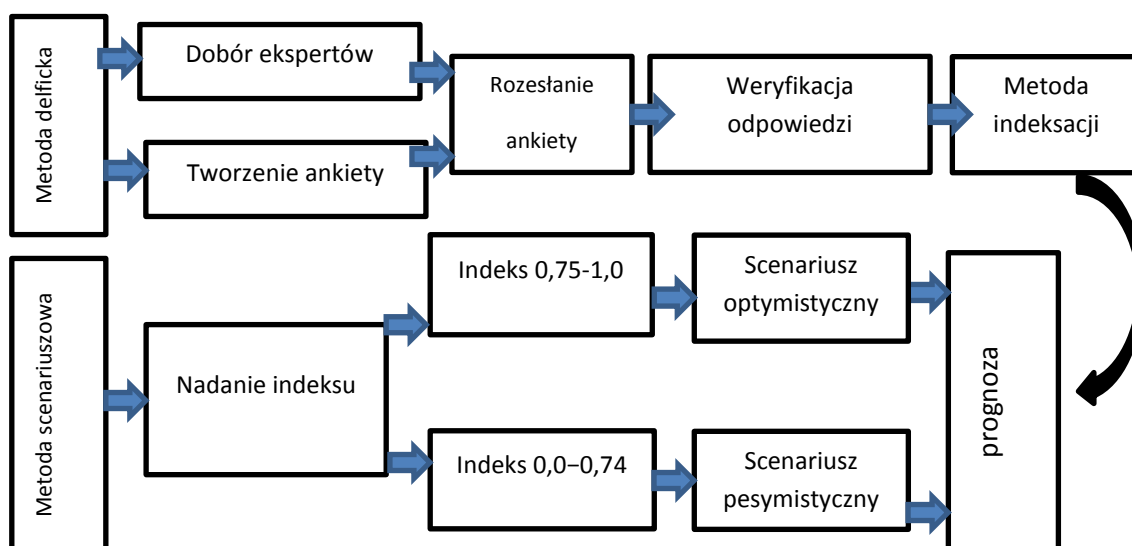 Metoda delficka
Dobór ekspertów
Tworzenie ankiety
Rozesłanie
ankiety
Weryfikacja
odpowiedzi
Metoda
indeksacji
Metoda scenariuszowa
Nadanie indeksu
Indeks 0,75-1,0
Scenariusz
optymistyczny
Indeks 0,0–0,74
Scenariusz
pesymistyczny
prognoza